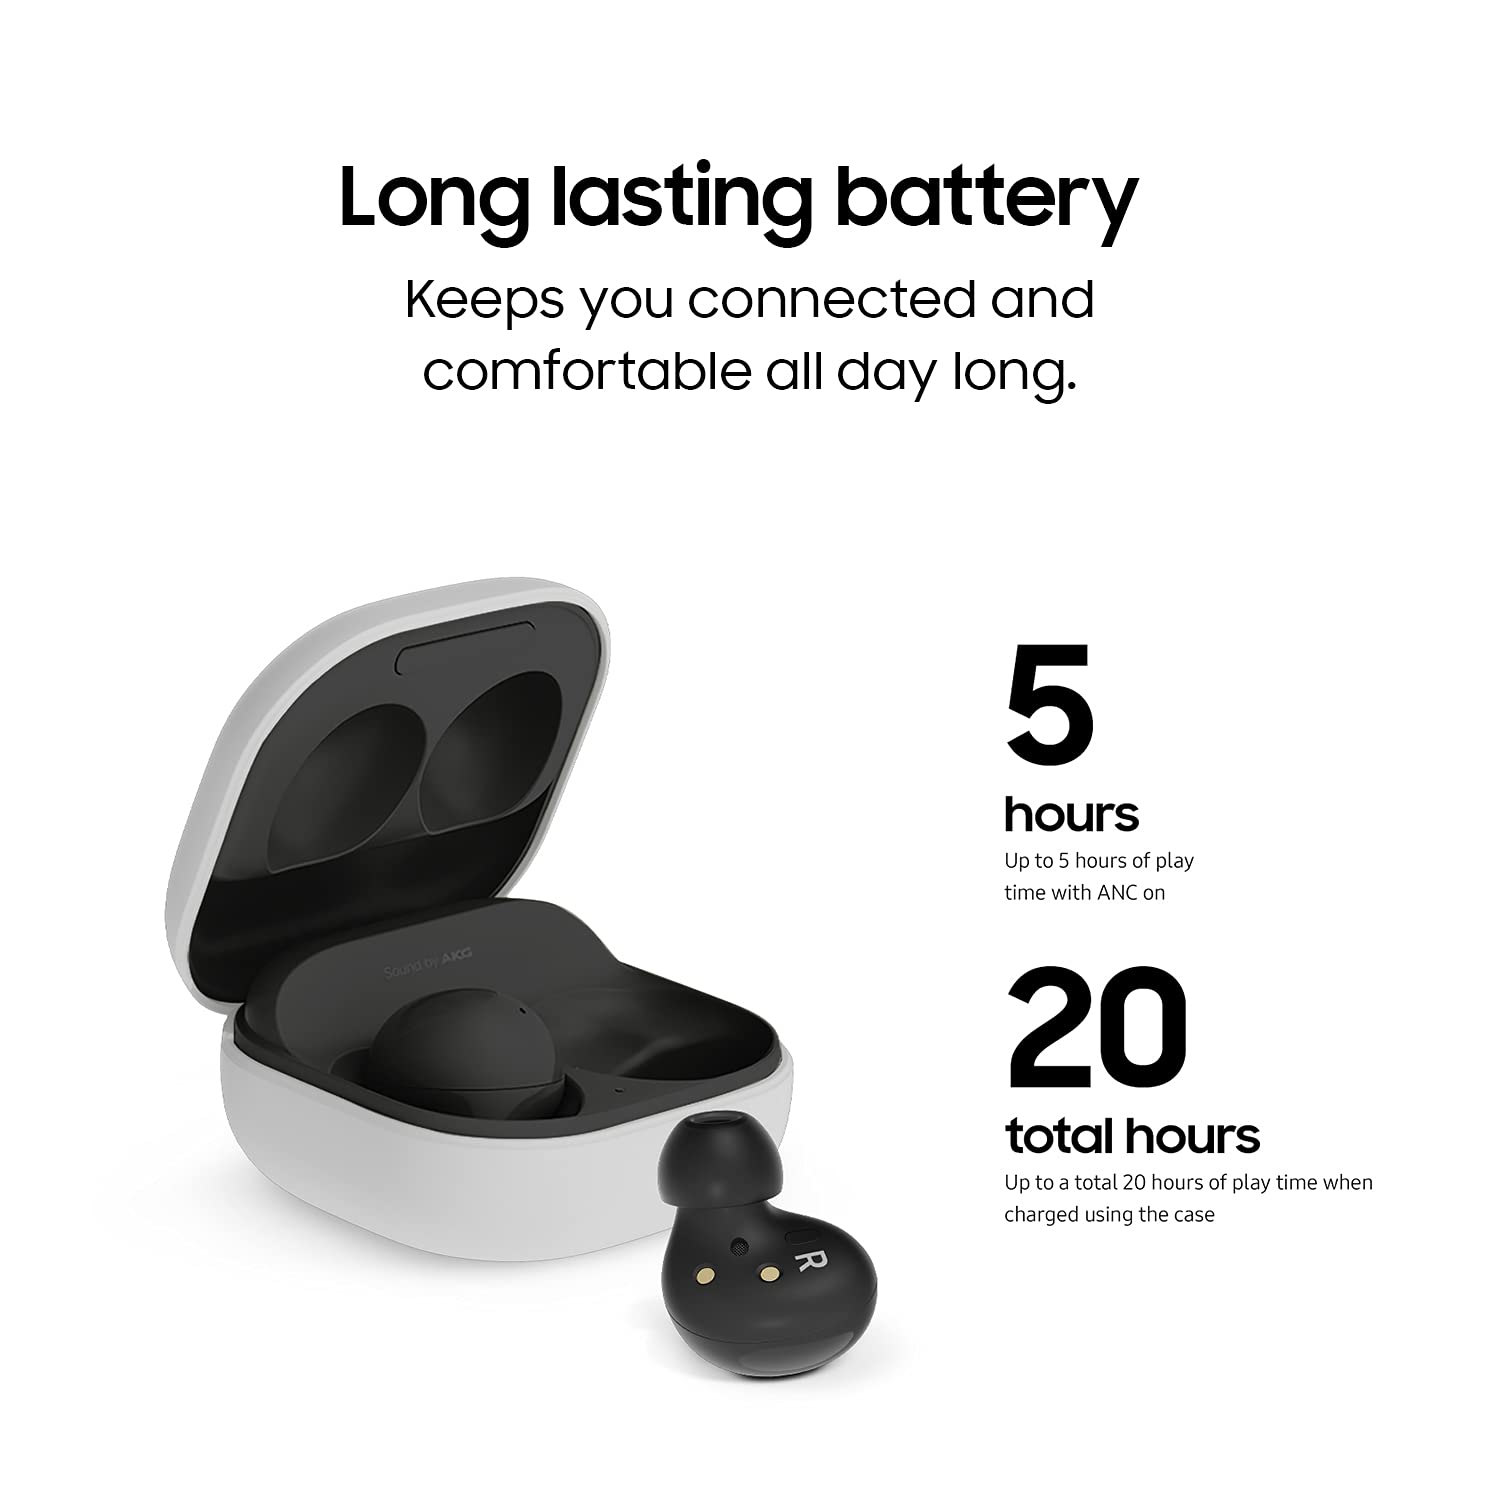 Long lasting battery
Keeps you connected and
comfortable all day long.
Sound by AKG
R
5
hours
Up to 5 hours of play
time with ANC on
20
total hours
Up to a total 20 hours of play time when
charged using the case